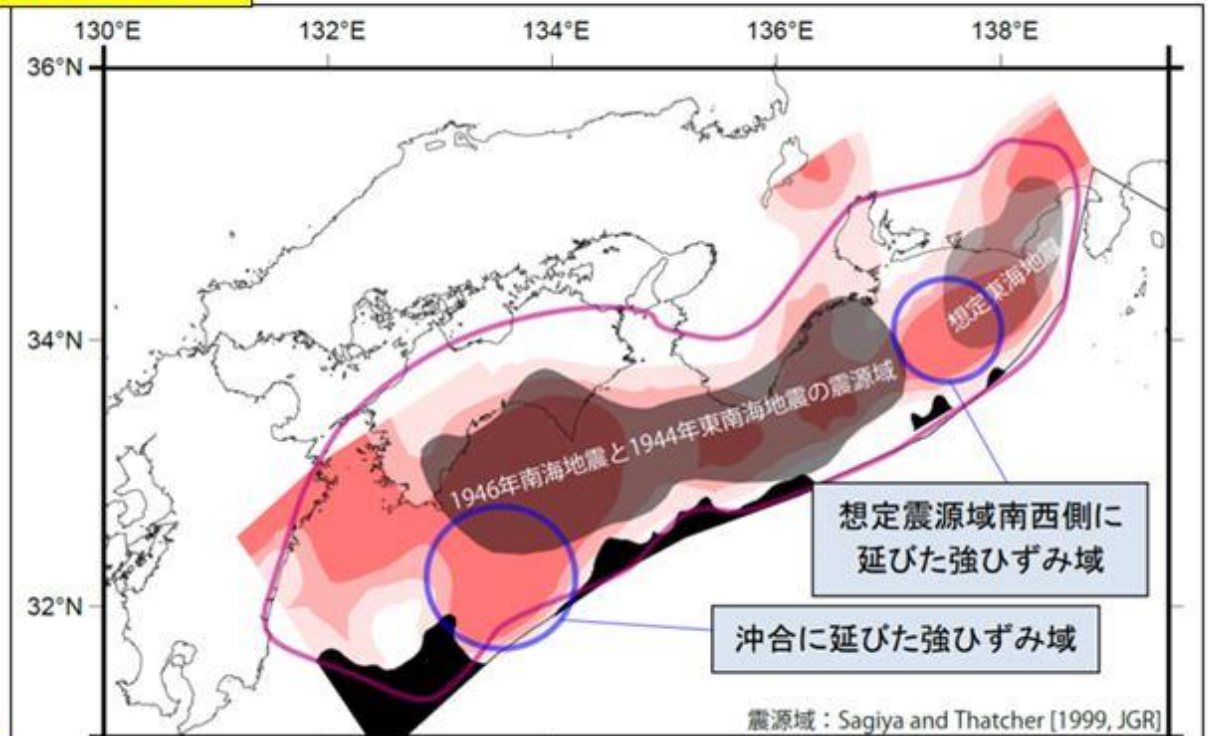 130°E
132°E
134°E
136°E
138°E
36°N
34°N
32°N
想定東海地震
1946年南海地震と1944年東南海地震の震源域
想定震源域南西側に
延びた強ひずみ域
沖合に延びた強ひずみ域
震源域：Sagiya and Thatcher [1999, JGR]